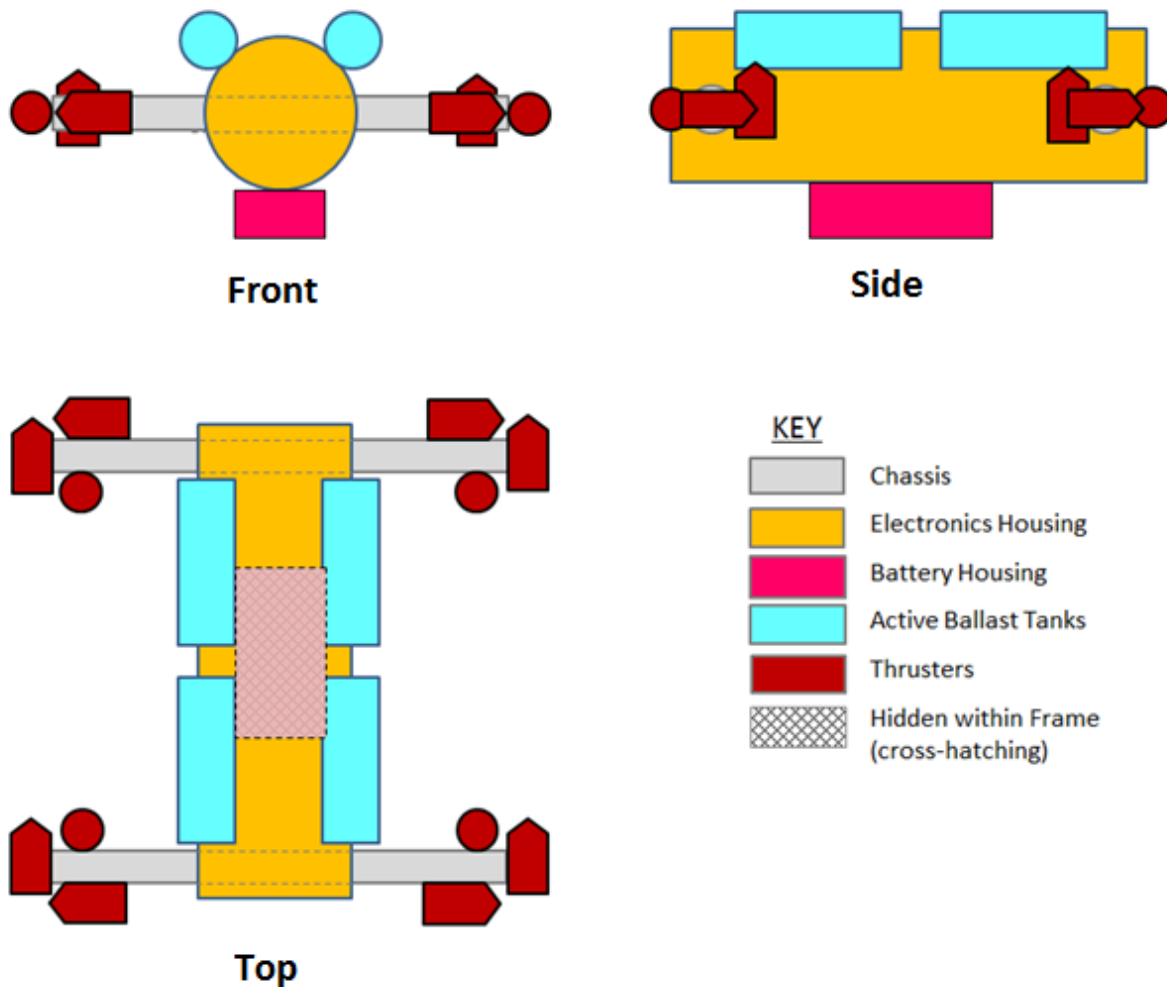 Front
Side
KEY
Chassis
Electronics Housing
Battery Housing
Active Ballast Tanks
Thrusters
Hidden within Frame
(cross-hatching)
Top